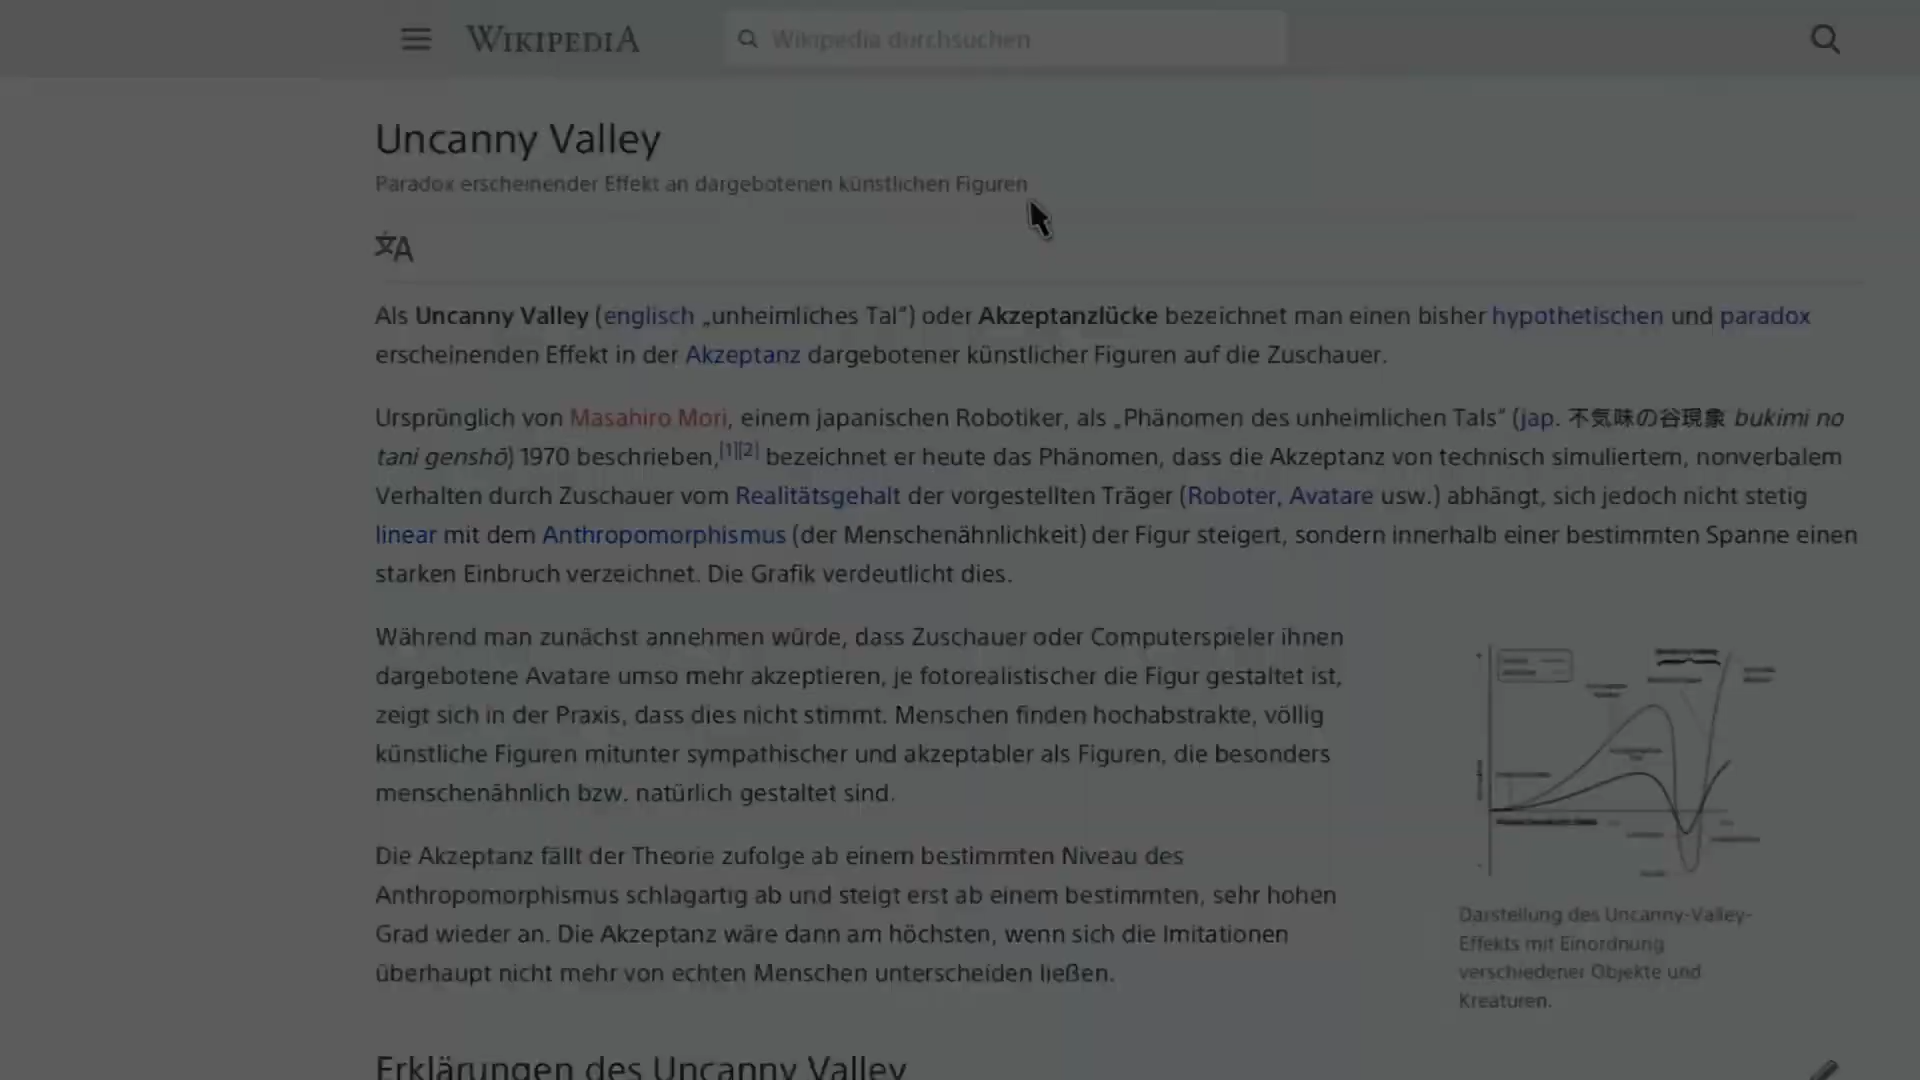 WIKIPEDIA
Wikipedia durchsuchen
Uncanny Valley
Paradox erscheinender Effekt an dargebotenen künstlichen Figuren
Als Uncanny Valley (englisch „unheimliches Tal“) oder Akzeptanzlücke bezeichnet man einen bisher hypothetischen und paradox
erscheinenden Effekt in der Akzeptanz dargebotener künstlicher Figuren auf die Zuschauer.
Ursprünglich von Masahiro Mori, einem japanischen Robotiker, als „Phänomen des unheimlichen Tals“ (jap. 不気味の谷現象 bukimi no
tani genshō) 1970 beschrieben,[1][2] bezeichnet er heute das Phänomen, dass die Akzeptanz von technisch simuliertem, nonverbalem
Verhalten durch Zuschauer vom Realitätsgehalt der vorgestellten Träger (Roboter, Avatare usw.) abhängt, sich jedoch nicht stetig
linear mit dem Anthropomorphismus (der Menschenähnlichkeit) der Figur steigert, sondern innerhalb einer bestimmten Spanne einen
starken Einbruch verzeichnet. Die Grafik verdeutlicht dies.
Während man zunächst annehmen würde, dass Zuschauer oder Computerspieler ihnen
dargebotene Avatare umso mehr akzeptieren, je fotorealistischer die Figur gestaltet ist,
zeigt sich in der Praxis, dass dies nicht stimmt. Menschen finden hochabstrakte, völlig
künstliche Figuren mitunter sympathischer und akzeptabler als Figuren, die besonders
menschenähnlich bzw. natürlich gestaltet sind.
Die Akzeptanz fällt der Theorie zufolge ab einem bestimmten Niveau des
Anthropomorphismus schlagartig ab und steigt erst ab einem bestimmten, sehr hohen
Grad wieder an. Die Akzeptanz wäre dann am höchsten, wenn sich die Imitationen
überhaupt nicht mehr von echten Menschen unterscheiden ließen.
Darstellung des Uncanny-Valley-
Effekts mit Einordnung
verschiedener Objekte und
Kreaturen.
Erklärungen des Uncanny Valley